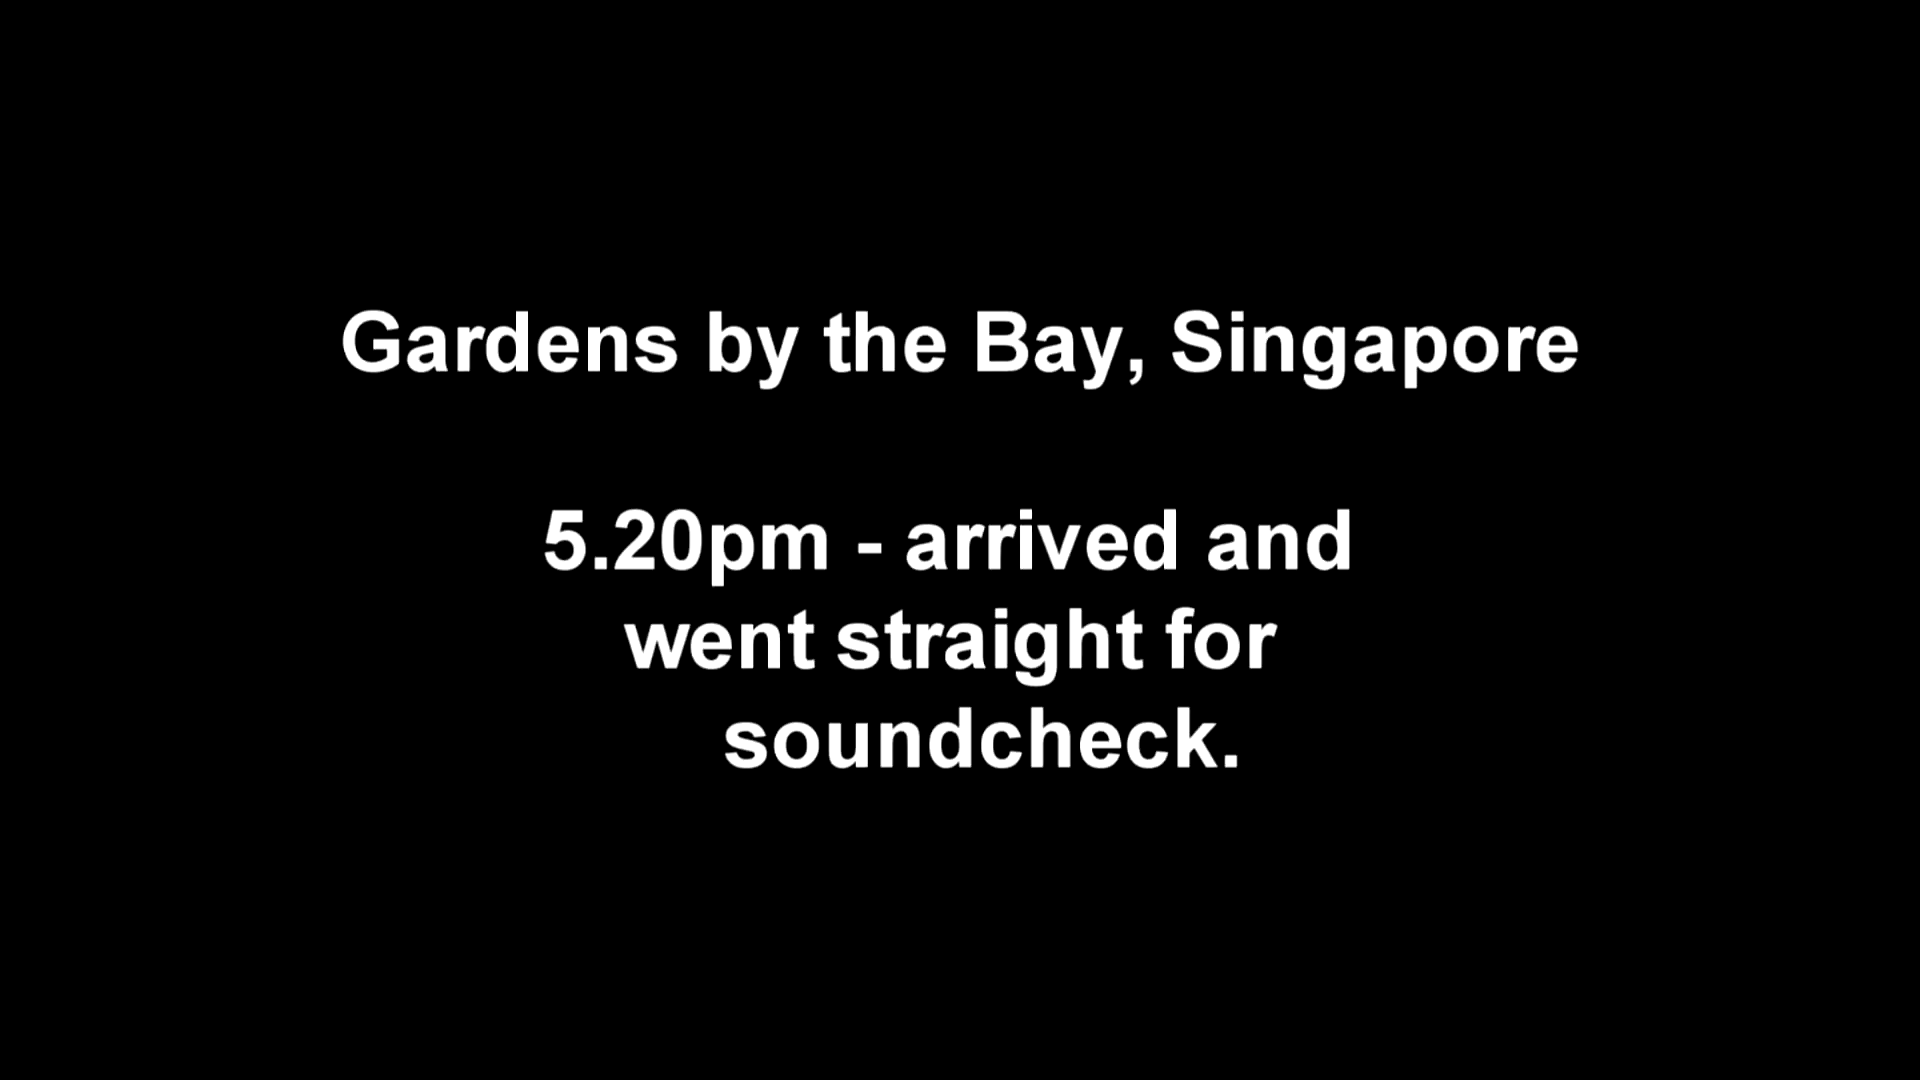 Gardens by the Bay, Singapore
5.20pm - arrived and
went straight for
soundcheck.